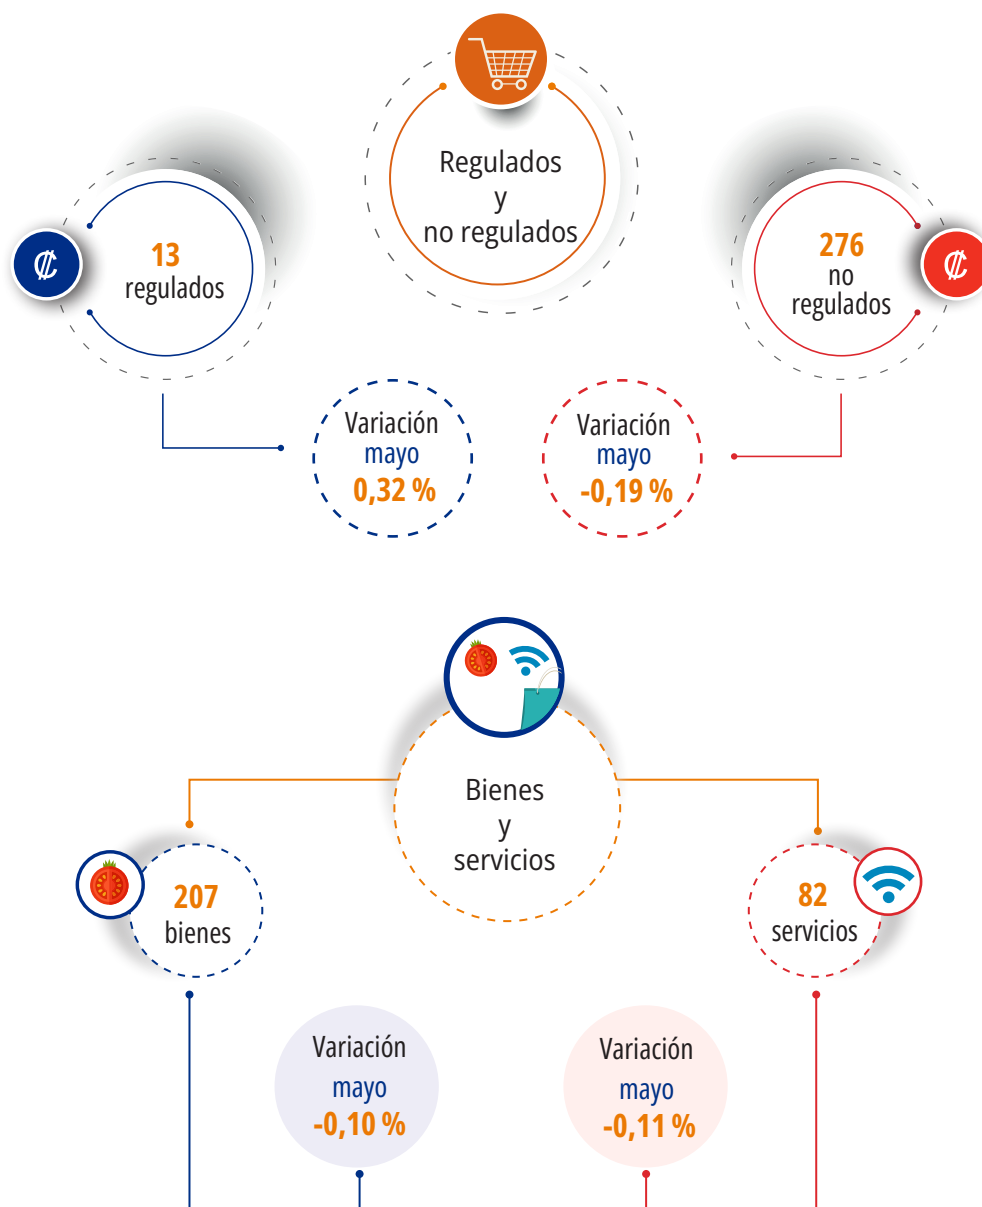 Regulados
y
no regulados
13
regulados
276
no
regulados
₡
₡
Variación
mayo
0,32 %
Variación
mayo
-0,19 %
Bienes
y
servicios
207
bienes
82
servicios
Variación
mayo
-0,10 %
Variación
mayo
-0,11 %